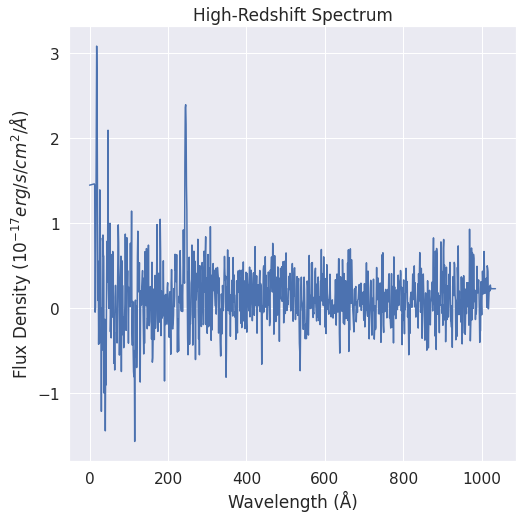 High-Redshift Spectrum
Flux Density (10⁻¹⁷erg/s/cm²/Å)
3
2
1
0
−1
0 200 400 600 800 1000
Wavelength (Å)